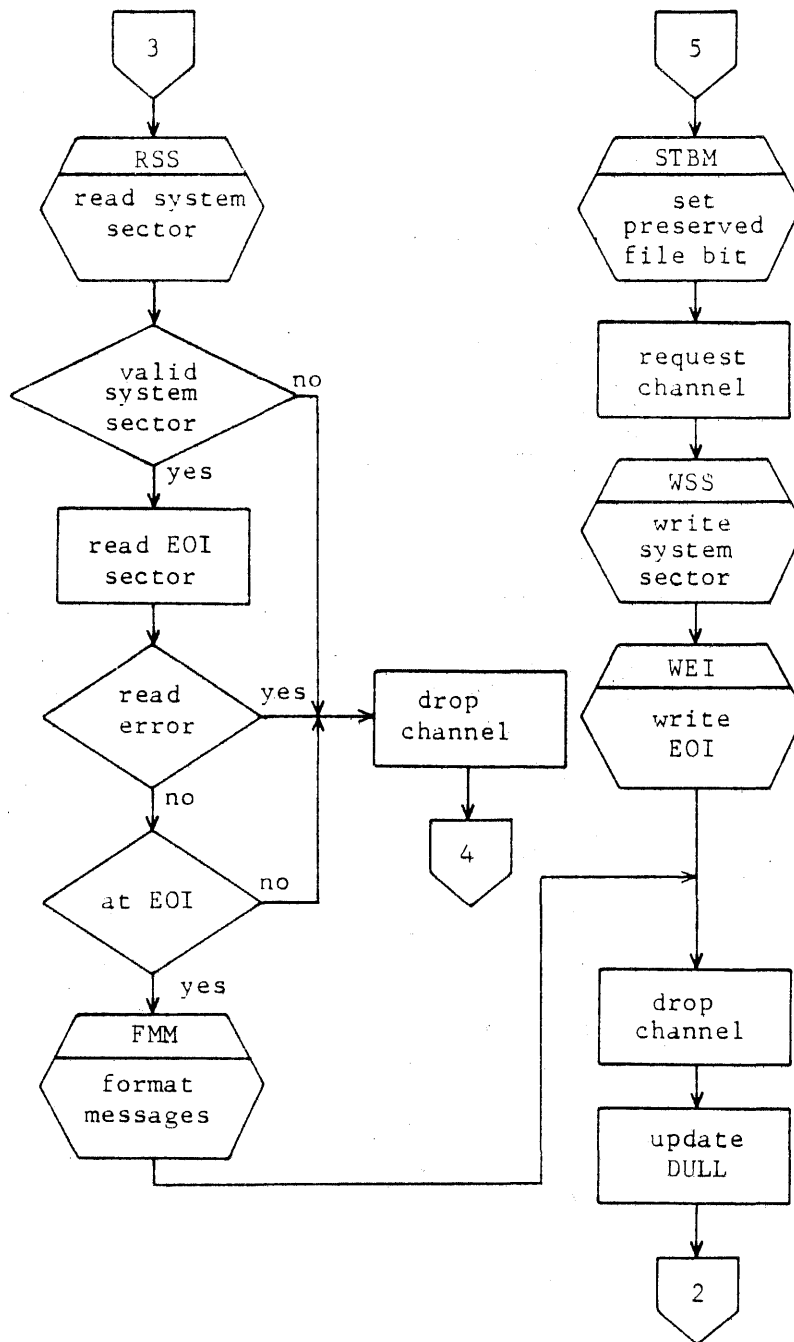 3
RSS
read system
sector
valid
system
sector
no
yes
read EOI
sector
read
error
yes
no
at EOI
no
yes
FMM
format
messages
drop
channel
4
5
STBM
set
preserved
file bit
request
channel
WSS
write
system
sector
WEI
write
EOI
drop
channel
update
DULL
2